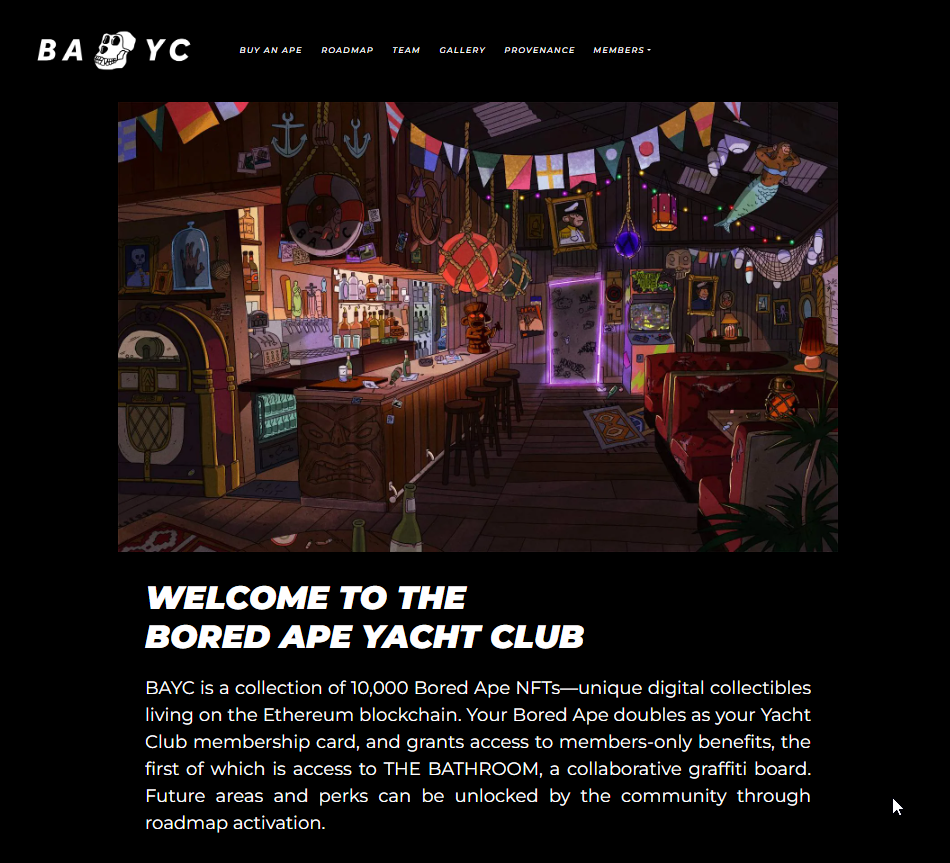 BA YC
BUY AN APE ROADMAP TEAM GALLERY PROVENANCE MEMBERS
WELCOME TO THE
BORED APE YACHT CLUB
BAYC is a collection of 10,000 Bored Ape NFTs—unique digital collectibles
living on the Ethereum blockchain. Your Bored Ape doubles as your Yacht
Club membership card, and grants access to members-only benefits, the
first of which is access to THE BATHROOM, a collaborative graffiti board.
Future areas and perks can be unlocked by the community through
roadmap activation.